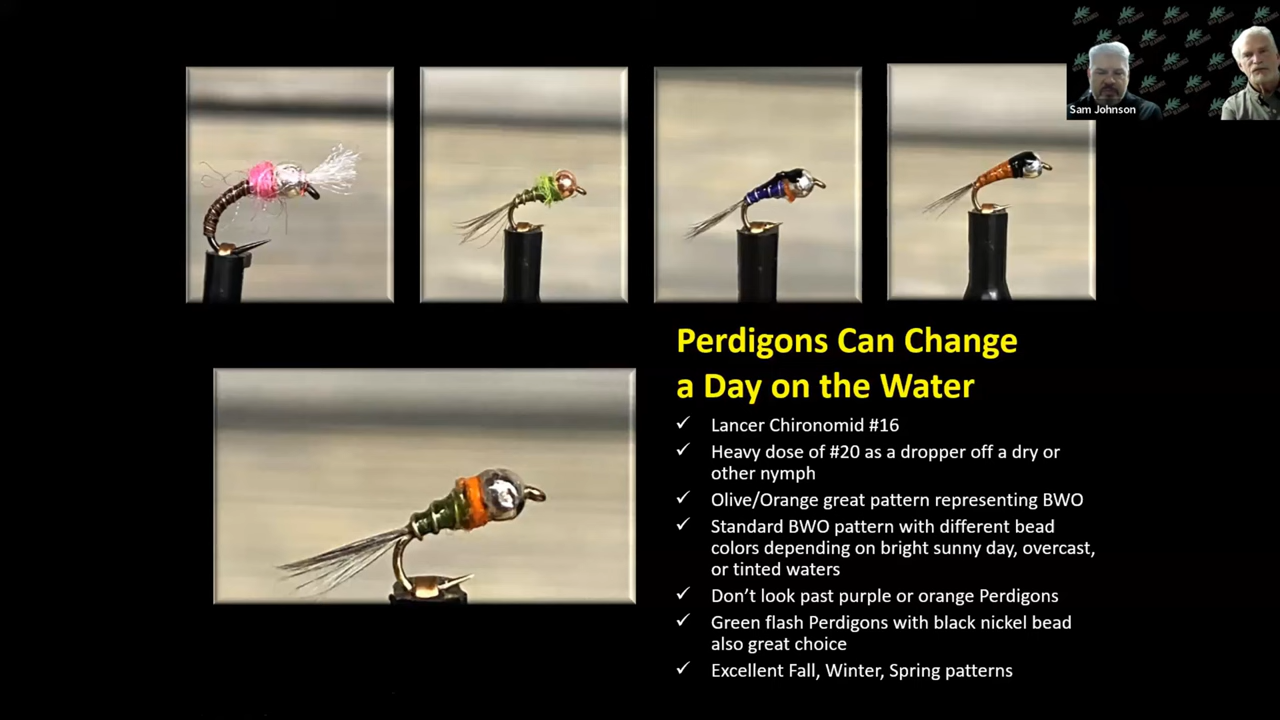 Sam Johnson
Perdigons Can Change
a Day on the Water
✓ Lancer Chironomid #16
✓ Heavy dose of #20 as a dropper off a dry or
other nymph
✓ Olive/Orange great pattern representing BWO
✓ Standard BWO pattern with different bead
colors depending on bright sunny day, overcast,
or tinted waters
✓ Don’t look past purple or orange Perdigons
✓ Green flash Perdigons with black nickel bead
also great choice
✓ Excellent Fall, Winter, Spring patterns